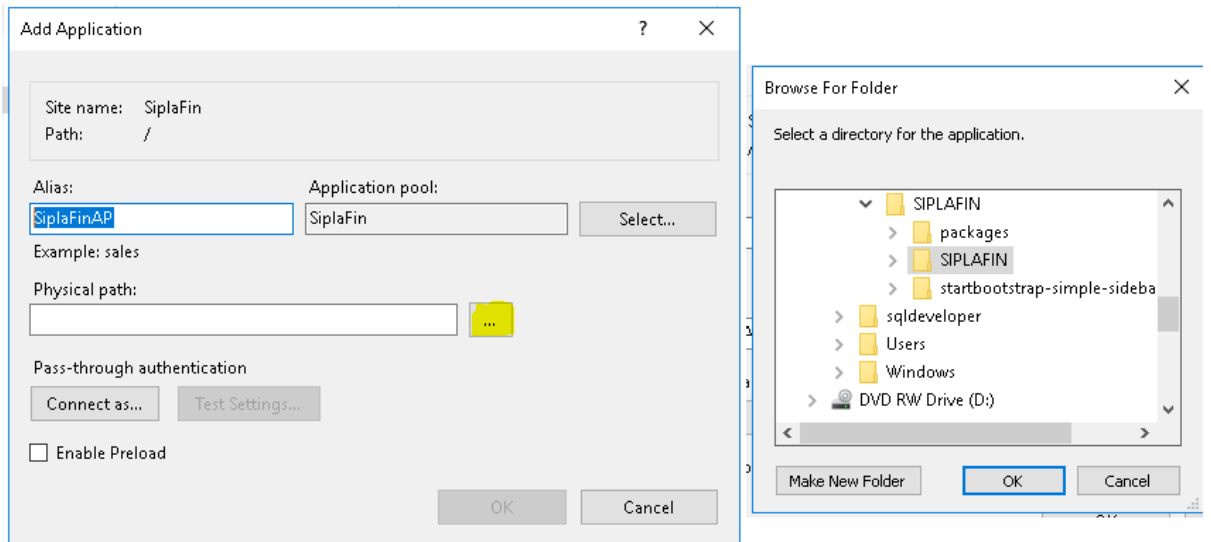 Add Application
?
Site name: SiplaFin
Path: /
Alias:
Application pool:
SiplaFinAP
SiplaFin
Select...
Example: sales
Physical path:
...
Pass-through authentication
Connect as...
Test Settings...
Enable Preload
OK
Cancel
Browse For Folder
Select a directory for the application.
SIPLAFIN
packages
SIPLAFIN
startbootstrap-simple-sideba
sqldeveloper
Users
Windows
DVD RW Drive (D:)
Make New Folder
OK
Cancel